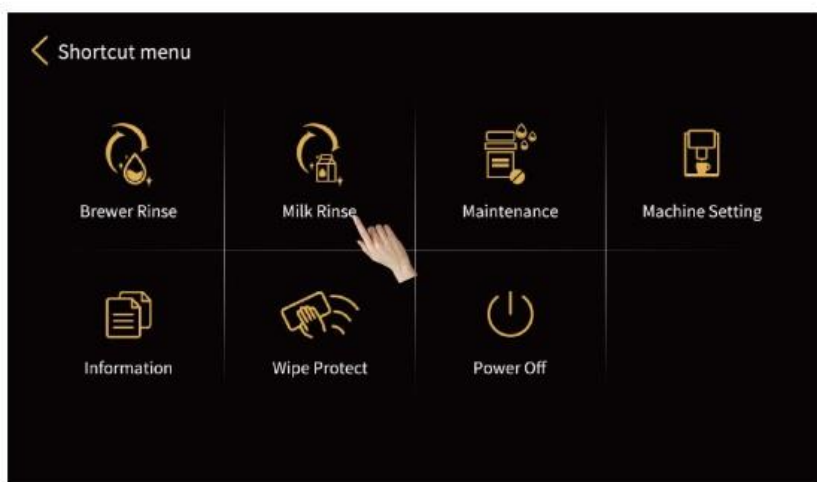 Shortcut menu
Brewer Rinse
Milk Rinse
Maintenance
Machine Setting
Information
Wipe Protect
Power Off